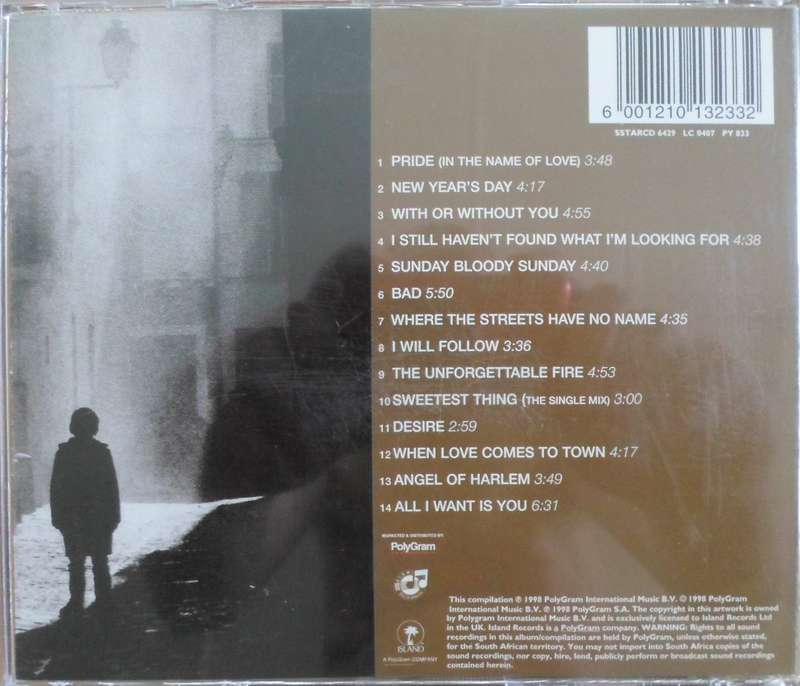 6 001210 132332
SSTARCD 6429 LC 0407 PY 833
1 PRIDE (IN THE NAME OF LOVE) 3:48
2 NEW YEAR'S DAY 4:17
3 WITH OR WITHOUT YOU 4:55
4 I STILL HAVEN'T FOUND WHAT I'M LOOKING FOR 4:38
5 SUNDAY BLOODY SUNDAY 4:40
6 BAD 5:50
7 WHERE THE STREETS HAVE NO NAME 4:35
8 I WILL FOLLOW 3:36
9 THE UNFORGETTABLE FIRE 4:53
10 SWEETEST THING (THE SINGLE MIX) 3:00
11 DESIRE 2:59
12 WHEN LOVE COMES TO TOWN 4:17
13 ANGEL OF HARLEM 3:49
14 ALL I WANT IS YOU 6:31
MARKETED & DISTRIBUTED BY:
PolyGram
ISLAND
A PolyGram COMPANY
This compilation ℗ 1998 PolyGram International Music B.V. © 1998 PolyGram
International Music B.V. ℗ 1998 PolyGram S.A. The copyright in this artwork is owned
by Polygram International Music B.V. and is exclusively licensed to Island Records Ltd
in the UK. Island Records is a PolyGram company. WARNING: Rights to all sound
recordings in this album/compilation are held by PolyGram, unless otherwise stated,
for the South African territory. You may not import into South Africa copies of the
sound recordings, nor copy, hire, lend, publicly perform or broadcast sound recordings
contained herein.